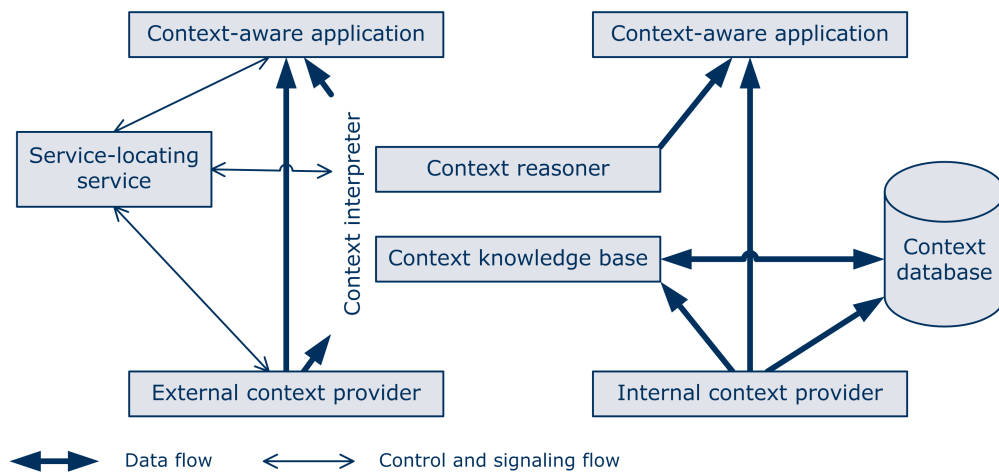 Context-aware application
Context-aware application
Service-locating
service
Context interpreter
Context reasoner
Context knowledge base
Context
database
External context provider
Internal context provider
Data flow
Control and signaling flow